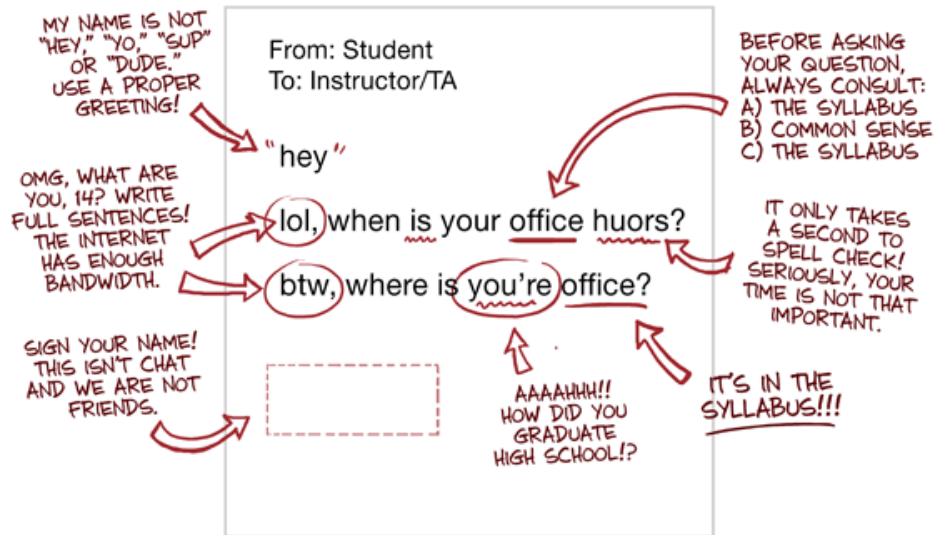 MY NAME IS NOT
"HEY," "YO," "SUP"
OR "DUDE."
USE A PROPER
GREETING!
From: Student
To: Instructor/TA
BEFORE ASKING
YOUR QUESTION,
ALWAYS CONSULT:
A) THE SYLLABUS
B) COMMON SENSE
C) THE SYLLABUS
"hey"
OMG, WHAT ARE
YOU, 14? WRITE
FULL SENTENCES!
THE INTERNET
HAS ENOUGH
BANDWIDTH.
lol, when is your office huors?
btw, where is you're office?
IT ONLY TAKES
A SECOND TO
SPELL CHECK!
SERIOUSLY, YOUR
TIME IS NOT THAT
IMPORTANT.
SIGN YOUR NAME!
THIS ISN'T CHAT
AND WE ARE NOT
FRIENDS.
AAAAHHH!!
HOW DID YOU
GRADUATE
HIGH SCHOOL!?
IT'S IN THE
SYLLABUS!!!